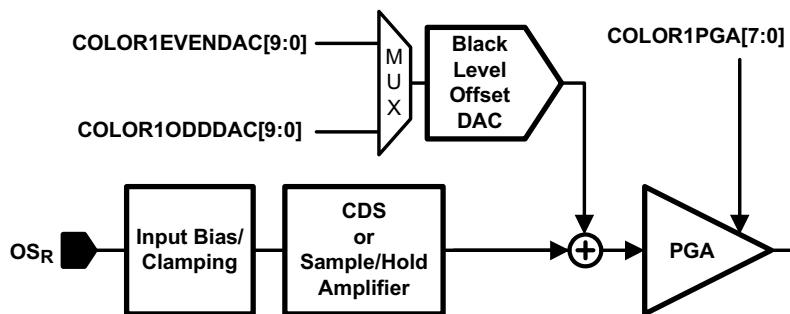 COLOR1EVENDAC[9:0]
COLOR1ODDDAC[9:0]
MUX
Black
Level
Offset
DAC
COLOR1PGA[7:0]
OSR
Input Bias/
Clamping
CDS
or
Sample/Hold
Amplifier
+
PGA